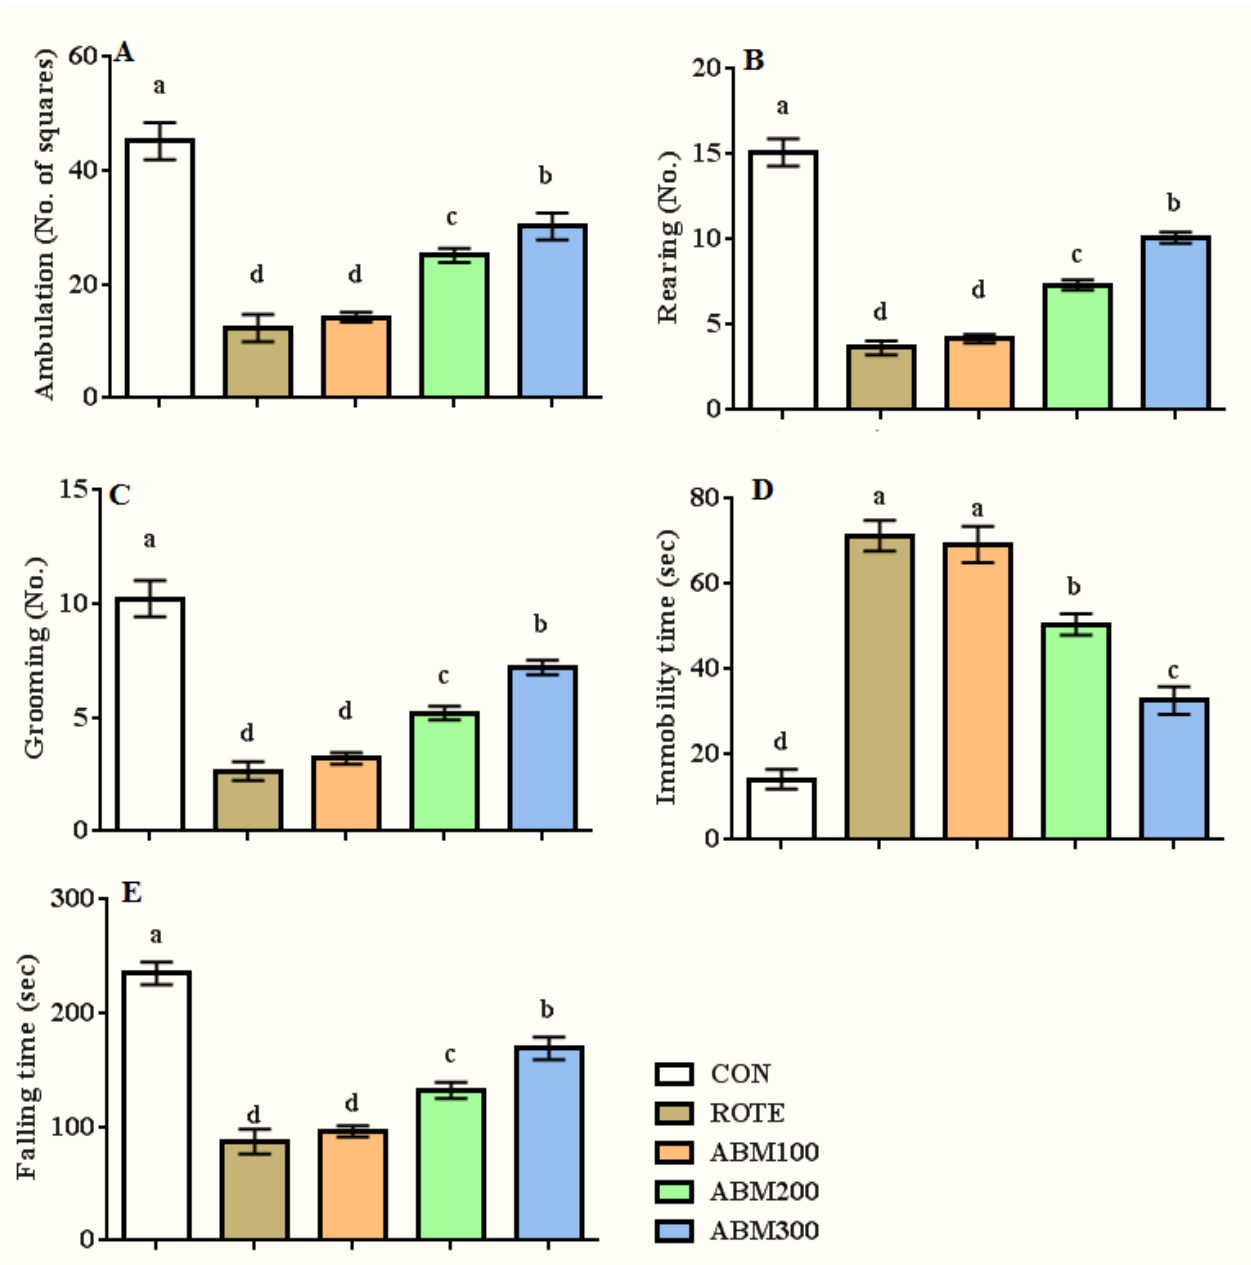 A
Ambulation (No. of squares)
60
40
20
0
a
d
d
c
b
B
Rearing (No.)
20
15
10
5
0
a
d
d
c
b
C
Grooming (No.)
15
10
5
0
a
d
d
c
b
D
Immobility time (sec)
80
60
40
20
0
d
a
a
b
c
E
Falling time (sec)
300
200
100
0
a
d
d
c
b
CON
ROTE
ABM100
ABM200
ABM300